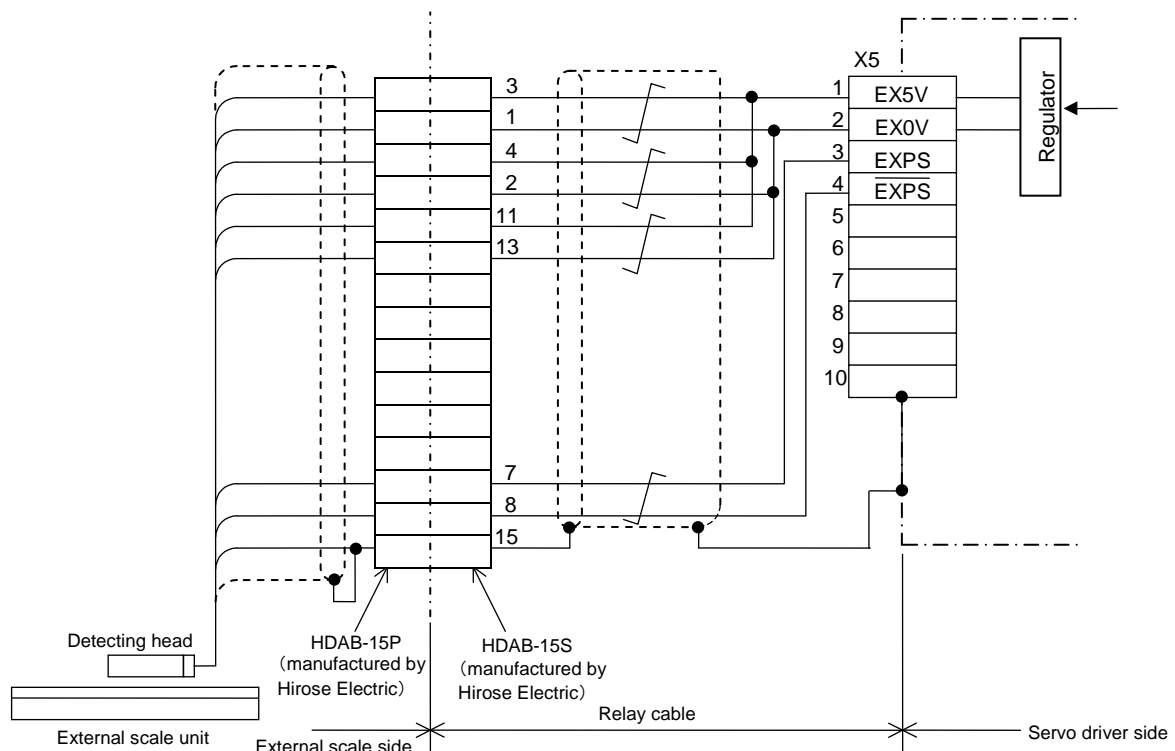 X5
3 1 EX5V
1 2 EX0V
4 3 EXPS
2 4 E̅X̅P̅S̅
11 5
13 6
7
8
9
10
Regulator
7
8
15
HDAB-15P
（manufactured by
Hirose Electric）
HDAB-15S
（manufactured by
Hirose Electric）
Detecting head
External scale unit
External scale side
Relay cable
Servo driver side